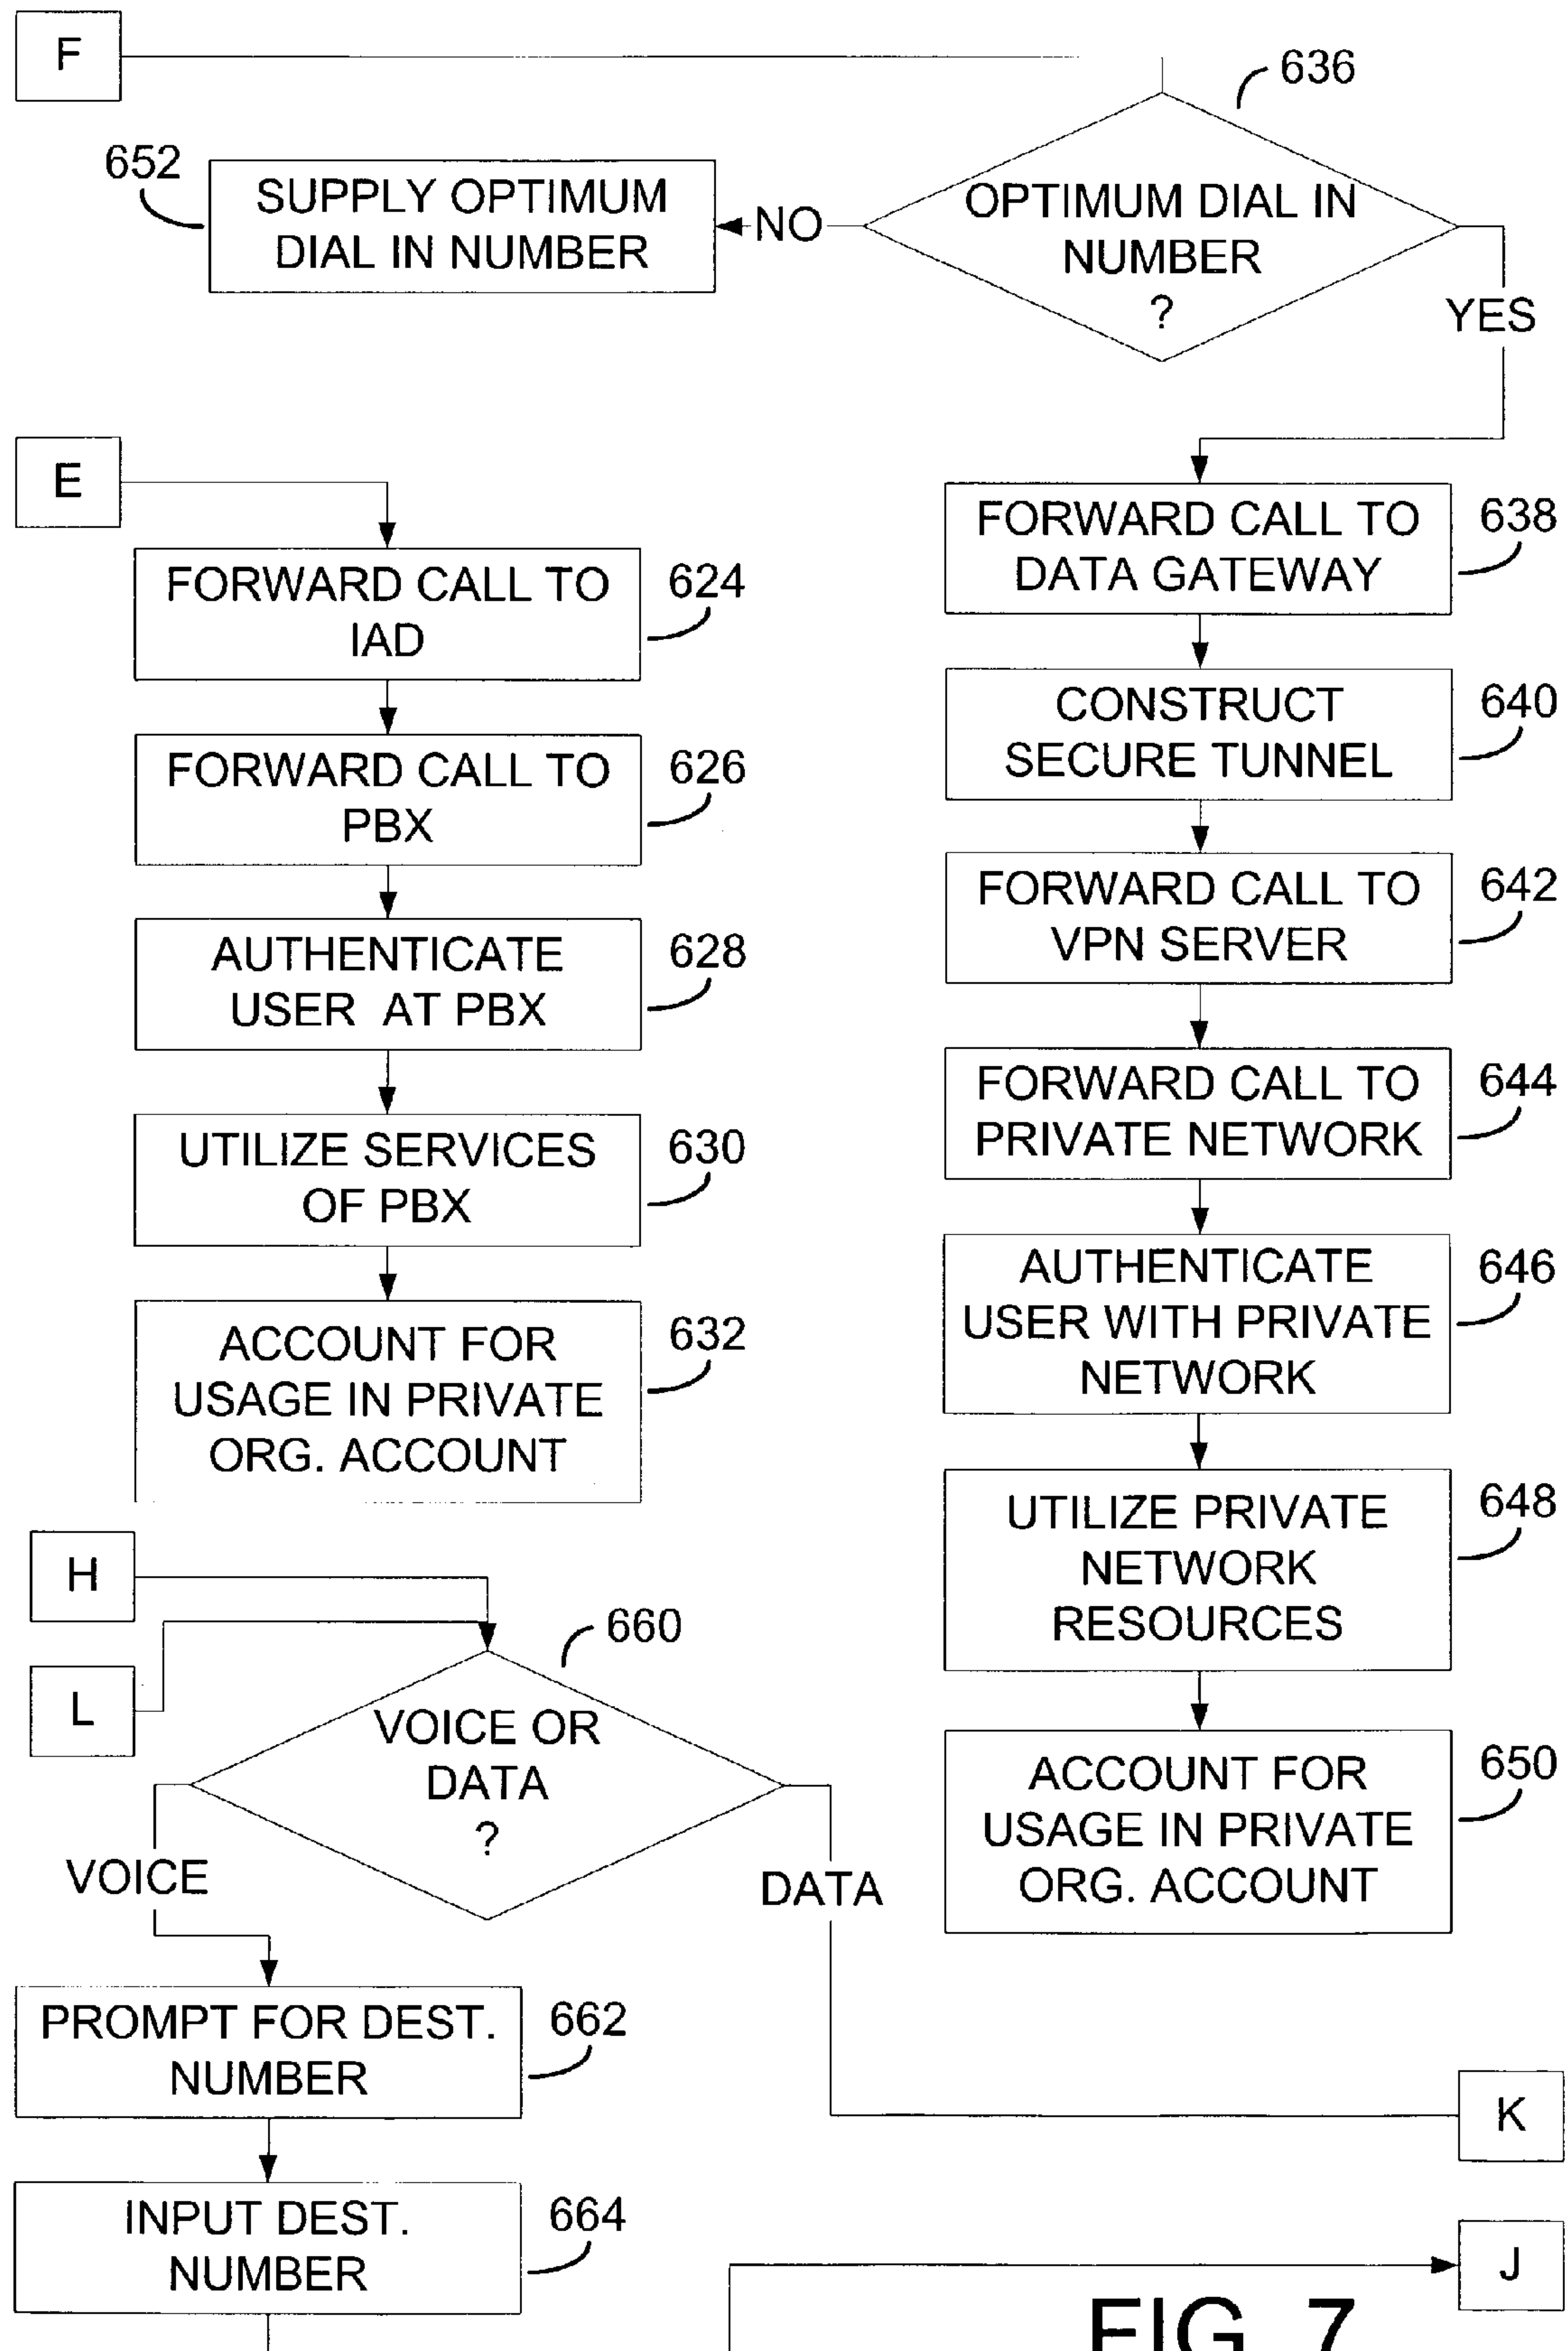 F
636
652
SUPPLY OPTIMUM
DIAL IN NUMBER
NO
OPTIMUM DIAL IN
NUMBER
?
YES
E
FORWARD CALL TO
IAD
624
FORWARD CALL TO
PBX
626
AUTHENTICATE
USER AT PBX
628
UTILIZE SERVICES
OF PBX
630
ACCOUNT FOR
USAGE IN PRIVATE
ORG. ACCOUNT
632
FORWARD CALL TO
DATA GATEWAY
638
CONSTRUCT
SECURE TUNNEL
640
FORWARD CALL TO
VPN SERVER
642
FORWARD CALL TO
PRIVATE NETWORK
644
AUTHENTICATE
USER WITH PRIVATE
NETWORK
646
UTILIZE PRIVATE
NETWORK
RESOURCES
648
ACCOUNT FOR
USAGE IN PRIVATE
ORG. ACCOUNT
650
H
L
660
VOICE OR
DATA
?
VOICE
DATA
PROMPT FOR DEST.
NUMBER
662
INPUT DEST.
NUMBER
664
K
J
FIG. 7